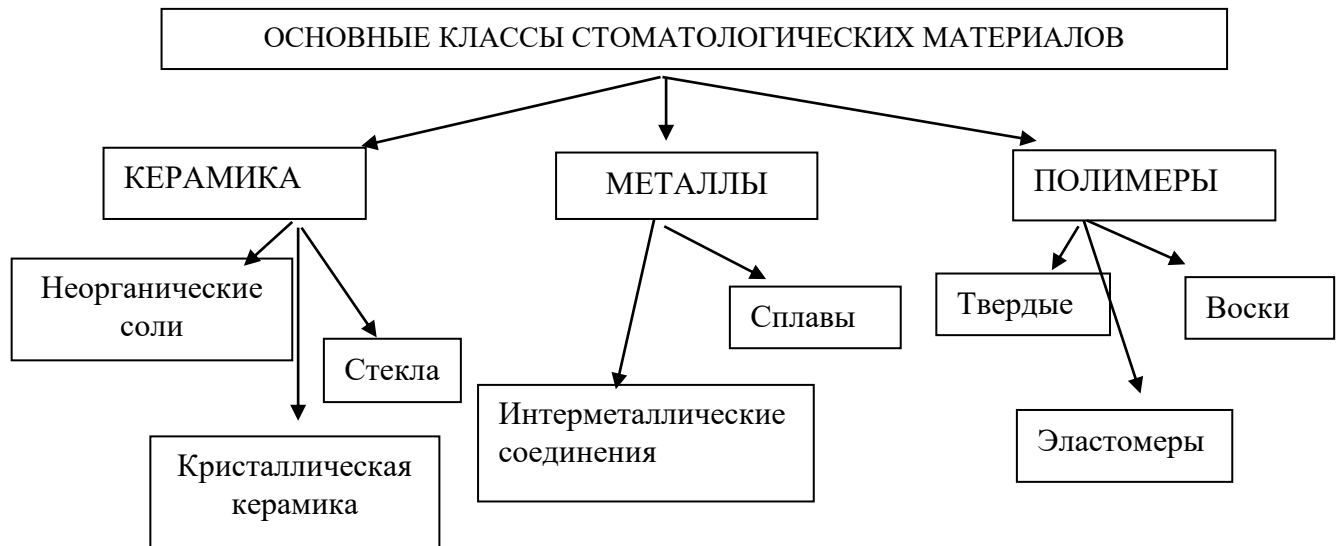 ОСНОВНЫЕ КЛАССЫ СТОМАТОЛОГИЧЕСКИХ МАТЕРИАЛОВ
КЕРАМИКА
МЕТАЛЛЫ
ПОЛИМЕРЫ
Неорганические
соли
Стекла
Кристаллическая
керамика
Интерметаллические
соединения
Сплавы
Твердые
Воски
Эластомеры